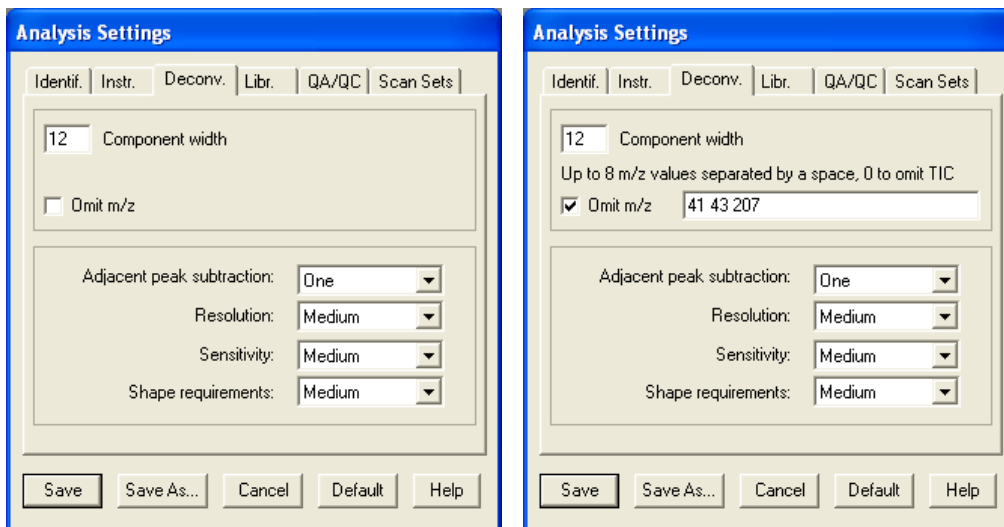 Analysis Settings
Identif. Instr. Deconv. Libr. QA/QC Scan Sets
12 Component width
Omit m/z
Adjacent peak subtraction: One
Resolution: Medium
Sensitivity: Medium
Shape requirements: Medium
Save Save As... Cancel Default Help
Analysis Settings
Identif. Instr. Deconv. Libr. QA/QC Scan Sets
12 Component width
Up to 8 m/z values separated by a space, 0 to omit TIC
Omit m/z 41 43 207
Adjacent peak subtraction: One
Resolution: Medium
Sensitivity: Medium
Shape requirements: Medium
Save Save As... Cancel Default Help